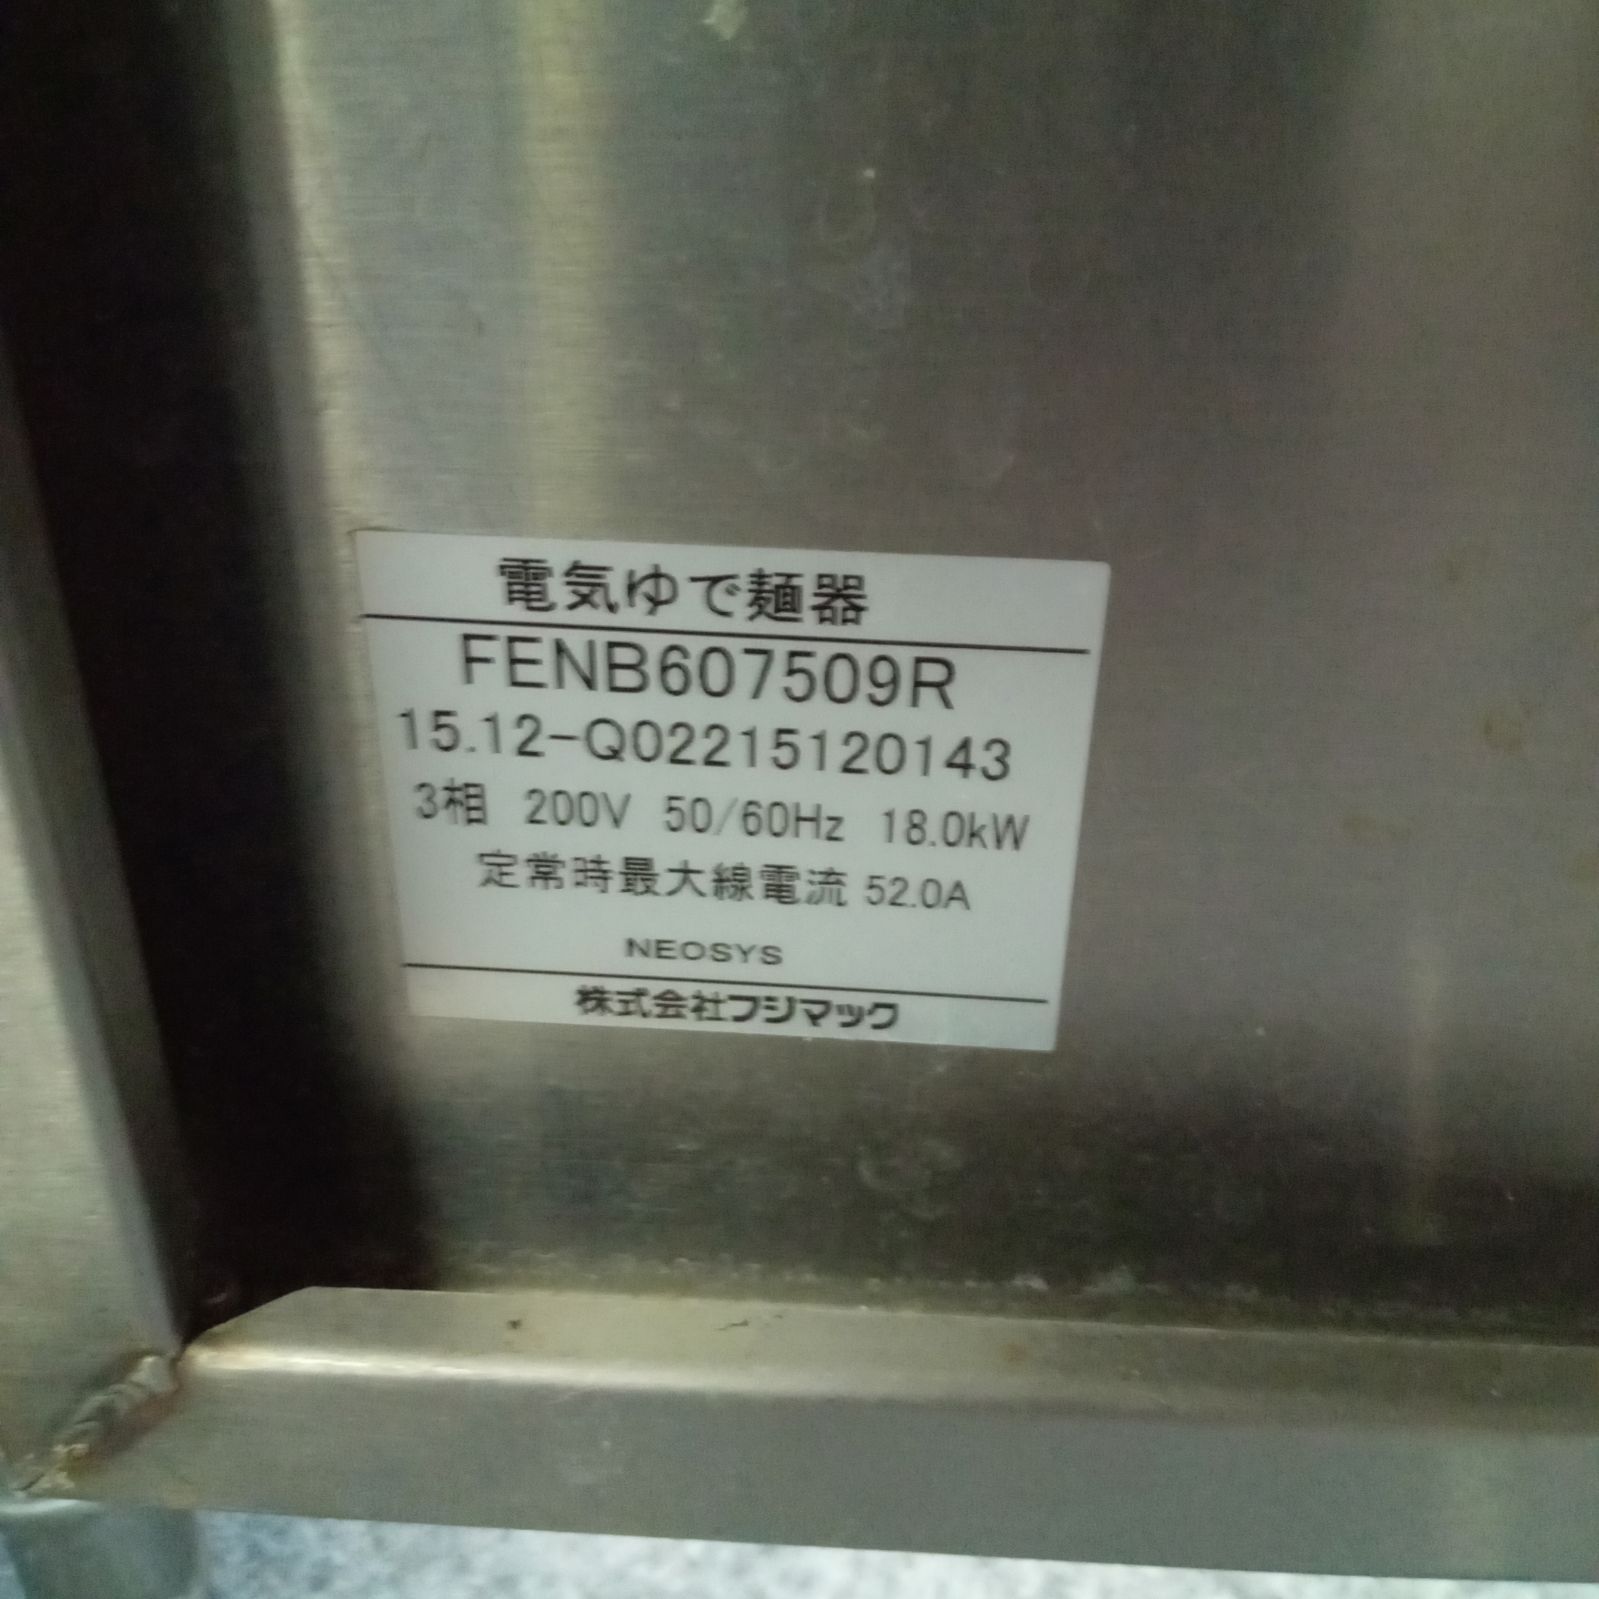 電気ゆで麺器
FENB607509R
15.12-Q02215120143
3相 200V 50/60Hz 18.0kW
定常時最大線電流 52.0A
NEOSYS
株式会社フジマック